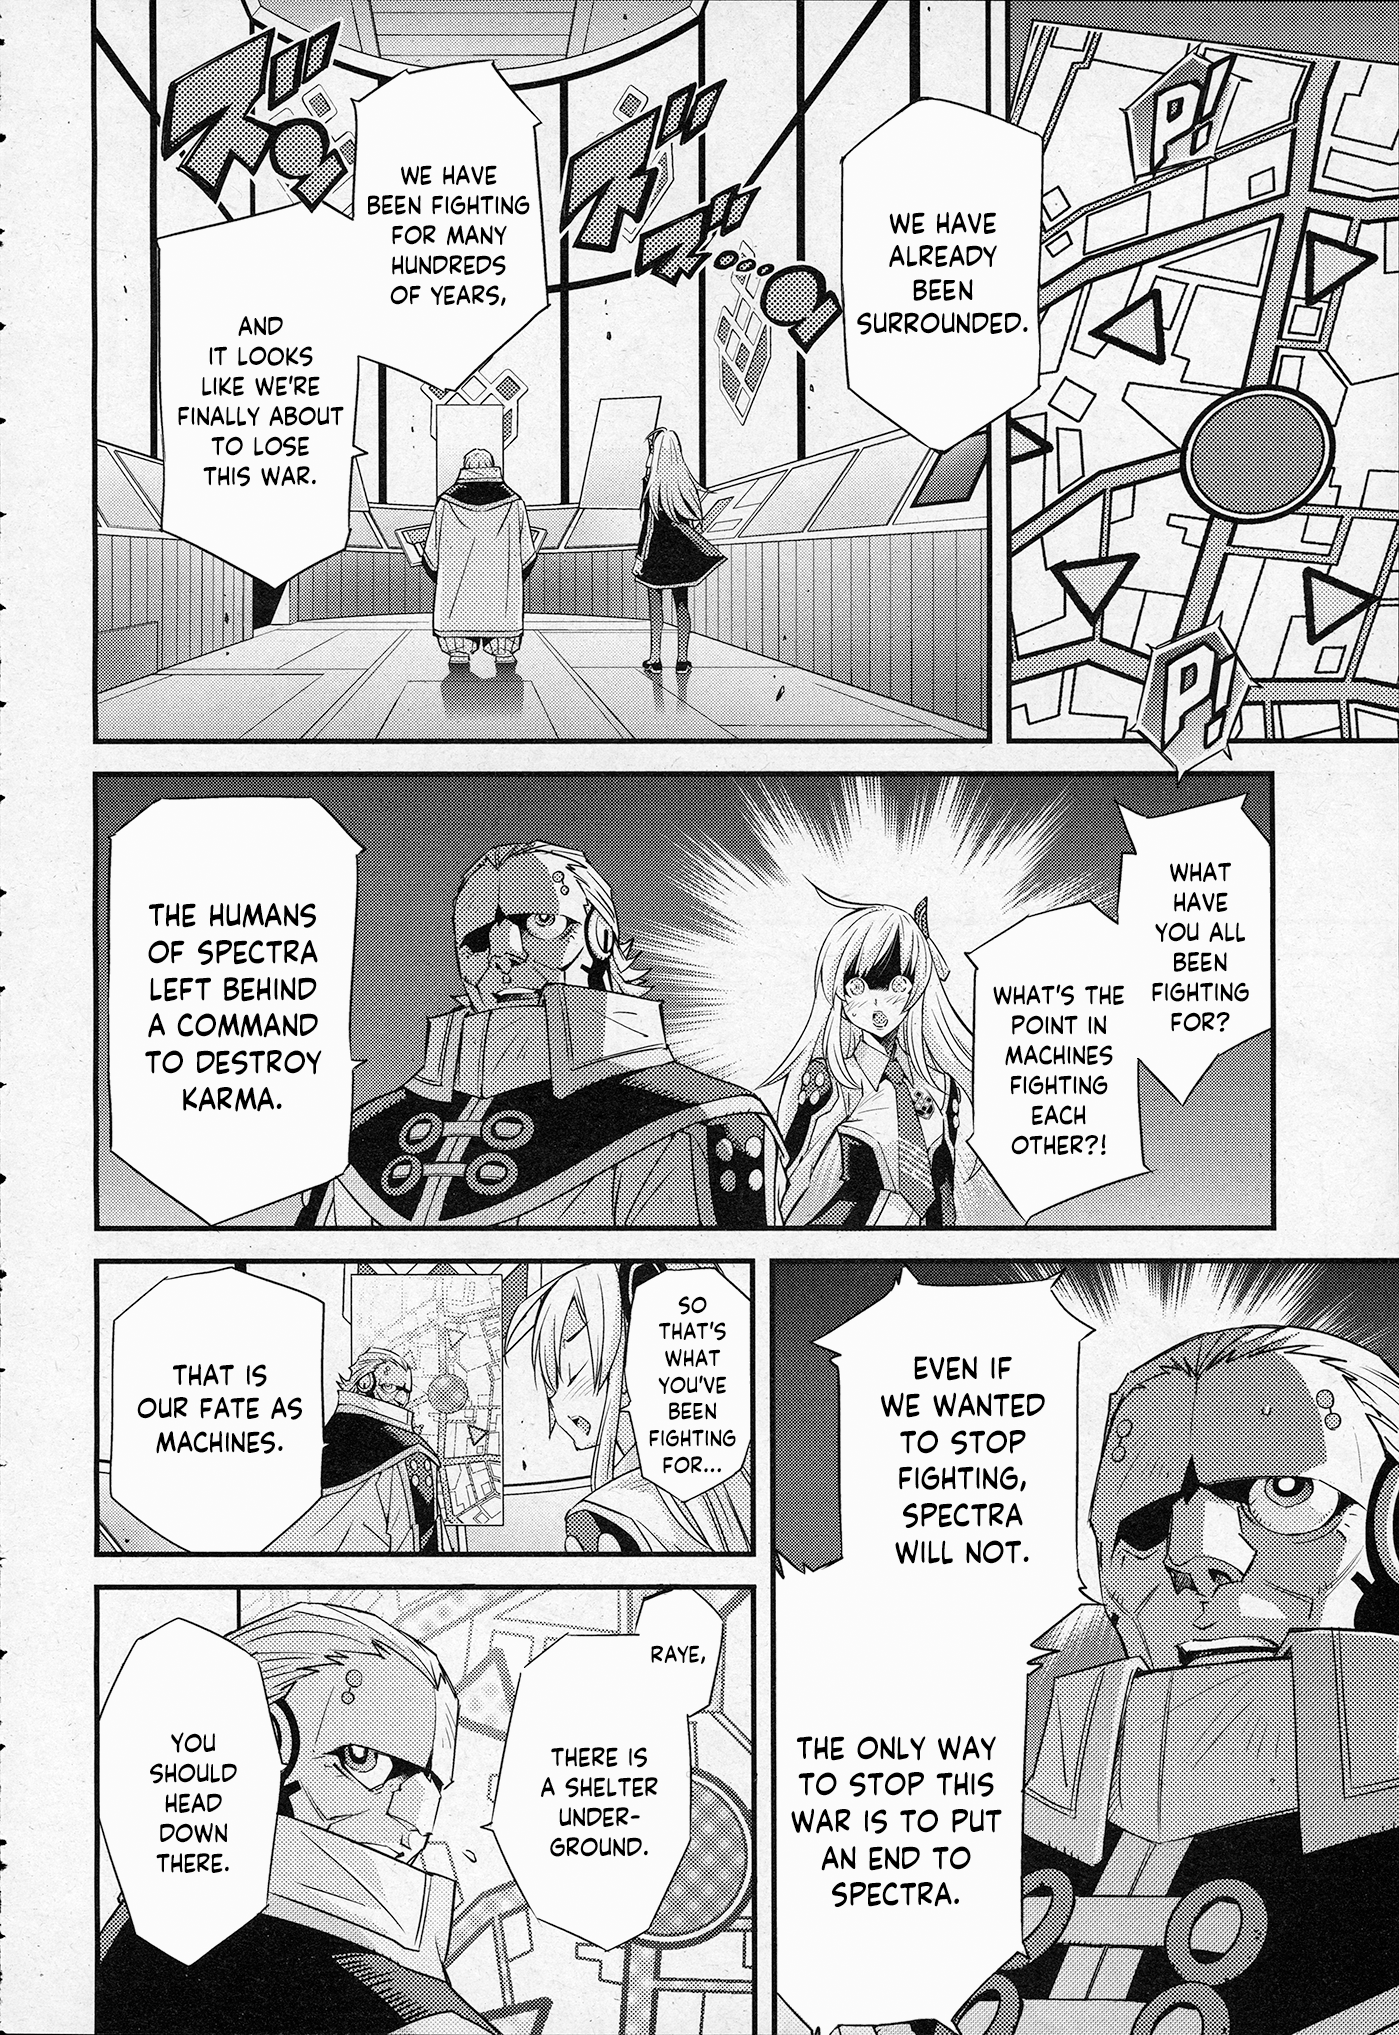 P!
P!
WE HAVE
ALREADY
BEEN
SURROUNDED.
WE HAVE
BEEN FIGHTING
FOR MANY
HUNDREDS
OF YEARS,
AND
IT LOOKS
LIKE WE'RE
FINALLY ABOUT
TO LOSE
THIS WAR.
ズズ
WHAT
HAVE
YOU ALL
BEEN
FIGHTING
FOR?
WHAT'S THE
POINT IN
MACHINES
FIGHTING
EACH
OTHER?!
THE HUMANS
OF SPECTRA
LEFT BEHIND
A COMMAND
TO DESTROY
KARMA.
EVEN IF
WE WANTED
TO STOP
FIGHTING,
SPECTRA
WILL NOT.
THE ONLY WAY
TO STOP THIS
WAR IS TO PUT
AN END TO
SPECTRA.
SO
THAT'S
WHAT
YOU'VE
BEEN
FIGHTING
FOR...
THAT IS
OUR FATE AS
MACHINES.
RAYE,
THERE IS
A SHELTER
UNDER-
GROUND.
YOU
SHOULD
HEAD
DOWN
THERE.